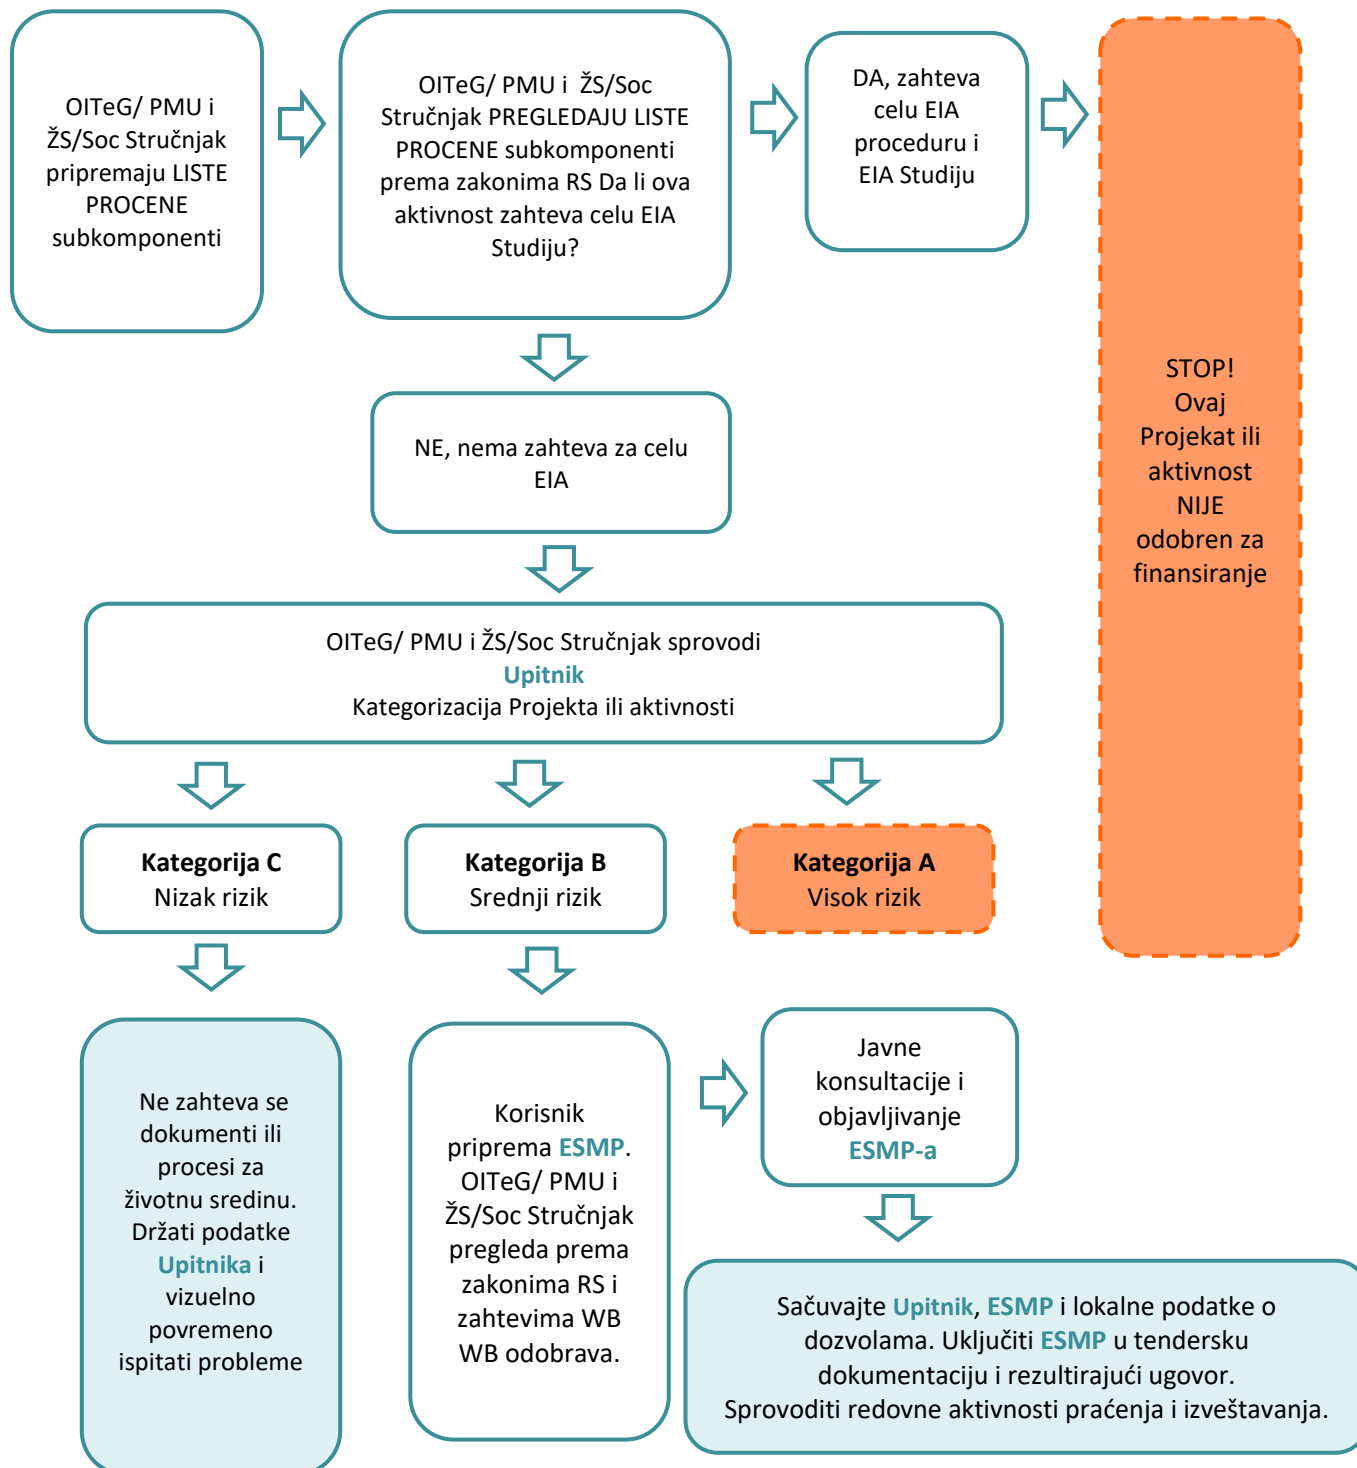 OITeG/ PMU i
ŽS/Soc Stručnjak
pripremaju LISTE
PROCENE
subkomponenti
OITeG/ PMU i ŽS/Soc
Stručnjak PREGLEDAJU LISTE
PROCENE subkomponenti
prema zakonima RS Da li ova
aktivnost zahteva celu EIA
Studiju?
DA, zahteva
celu EIA
proceduru i
EIA Studiju
STOP!
Ovaj
Projekat ili
aktivnost
NIJE
odobren za
finansiranje
NE, nema zahteva za celu
EIA
OITeG/ PMU i ŽS/Soc Stručnjak sprovodi
Upitnik
Kategorizacija Projekta ili aktivnosti
Kategorija C
Nizak rizik
Kategorija B
Srednji rizik
Kategorija A
Visok rizik
Ne zahteva se
dokumenti ili
procesi za
životnu sredinu.
Držati podatke
Upitnika i
vizuelno
povremeno
ispitati probleme
Korisnik
priprema ESMP.
OITeG/ PMU i
ŽS/Soc Stručnjak
pregleda prema
zakonima RS i
zahtevima WB
WB odobrava.
Javne
konsultacije i
objavljivanje
ESMP-a
Sačuvajte Upitnik, ESMP i lokalne podatke o
dozvolama. Uključiti ESMP u tendersku
dokumentaciju i rezultirajući ugovor.
Sprovoditi redovne aktivnosti praćenja i izveštavanja.